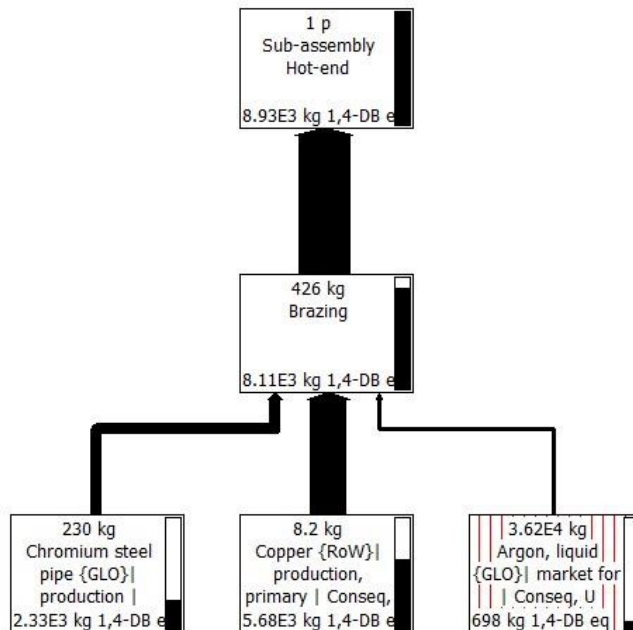 1 p
Sub-assembly
Hot-end
8.93E3 kg 1,4-DB e
426 kg
Brazing
8.11E3 kg 1,4-DB e
230 kg
Chromium steel
pipe {GLO}|
production |
2.33E3 kg 1,4-DB e
8.2 kg
Copper {RoW}|
production,
primary | Conseq,
5.68E3 kg 1,4-DB e
3.62E4 kg
Argon, liquid
{GLO}| market for
| Conseq, U
698 kg 1,4-DB eq